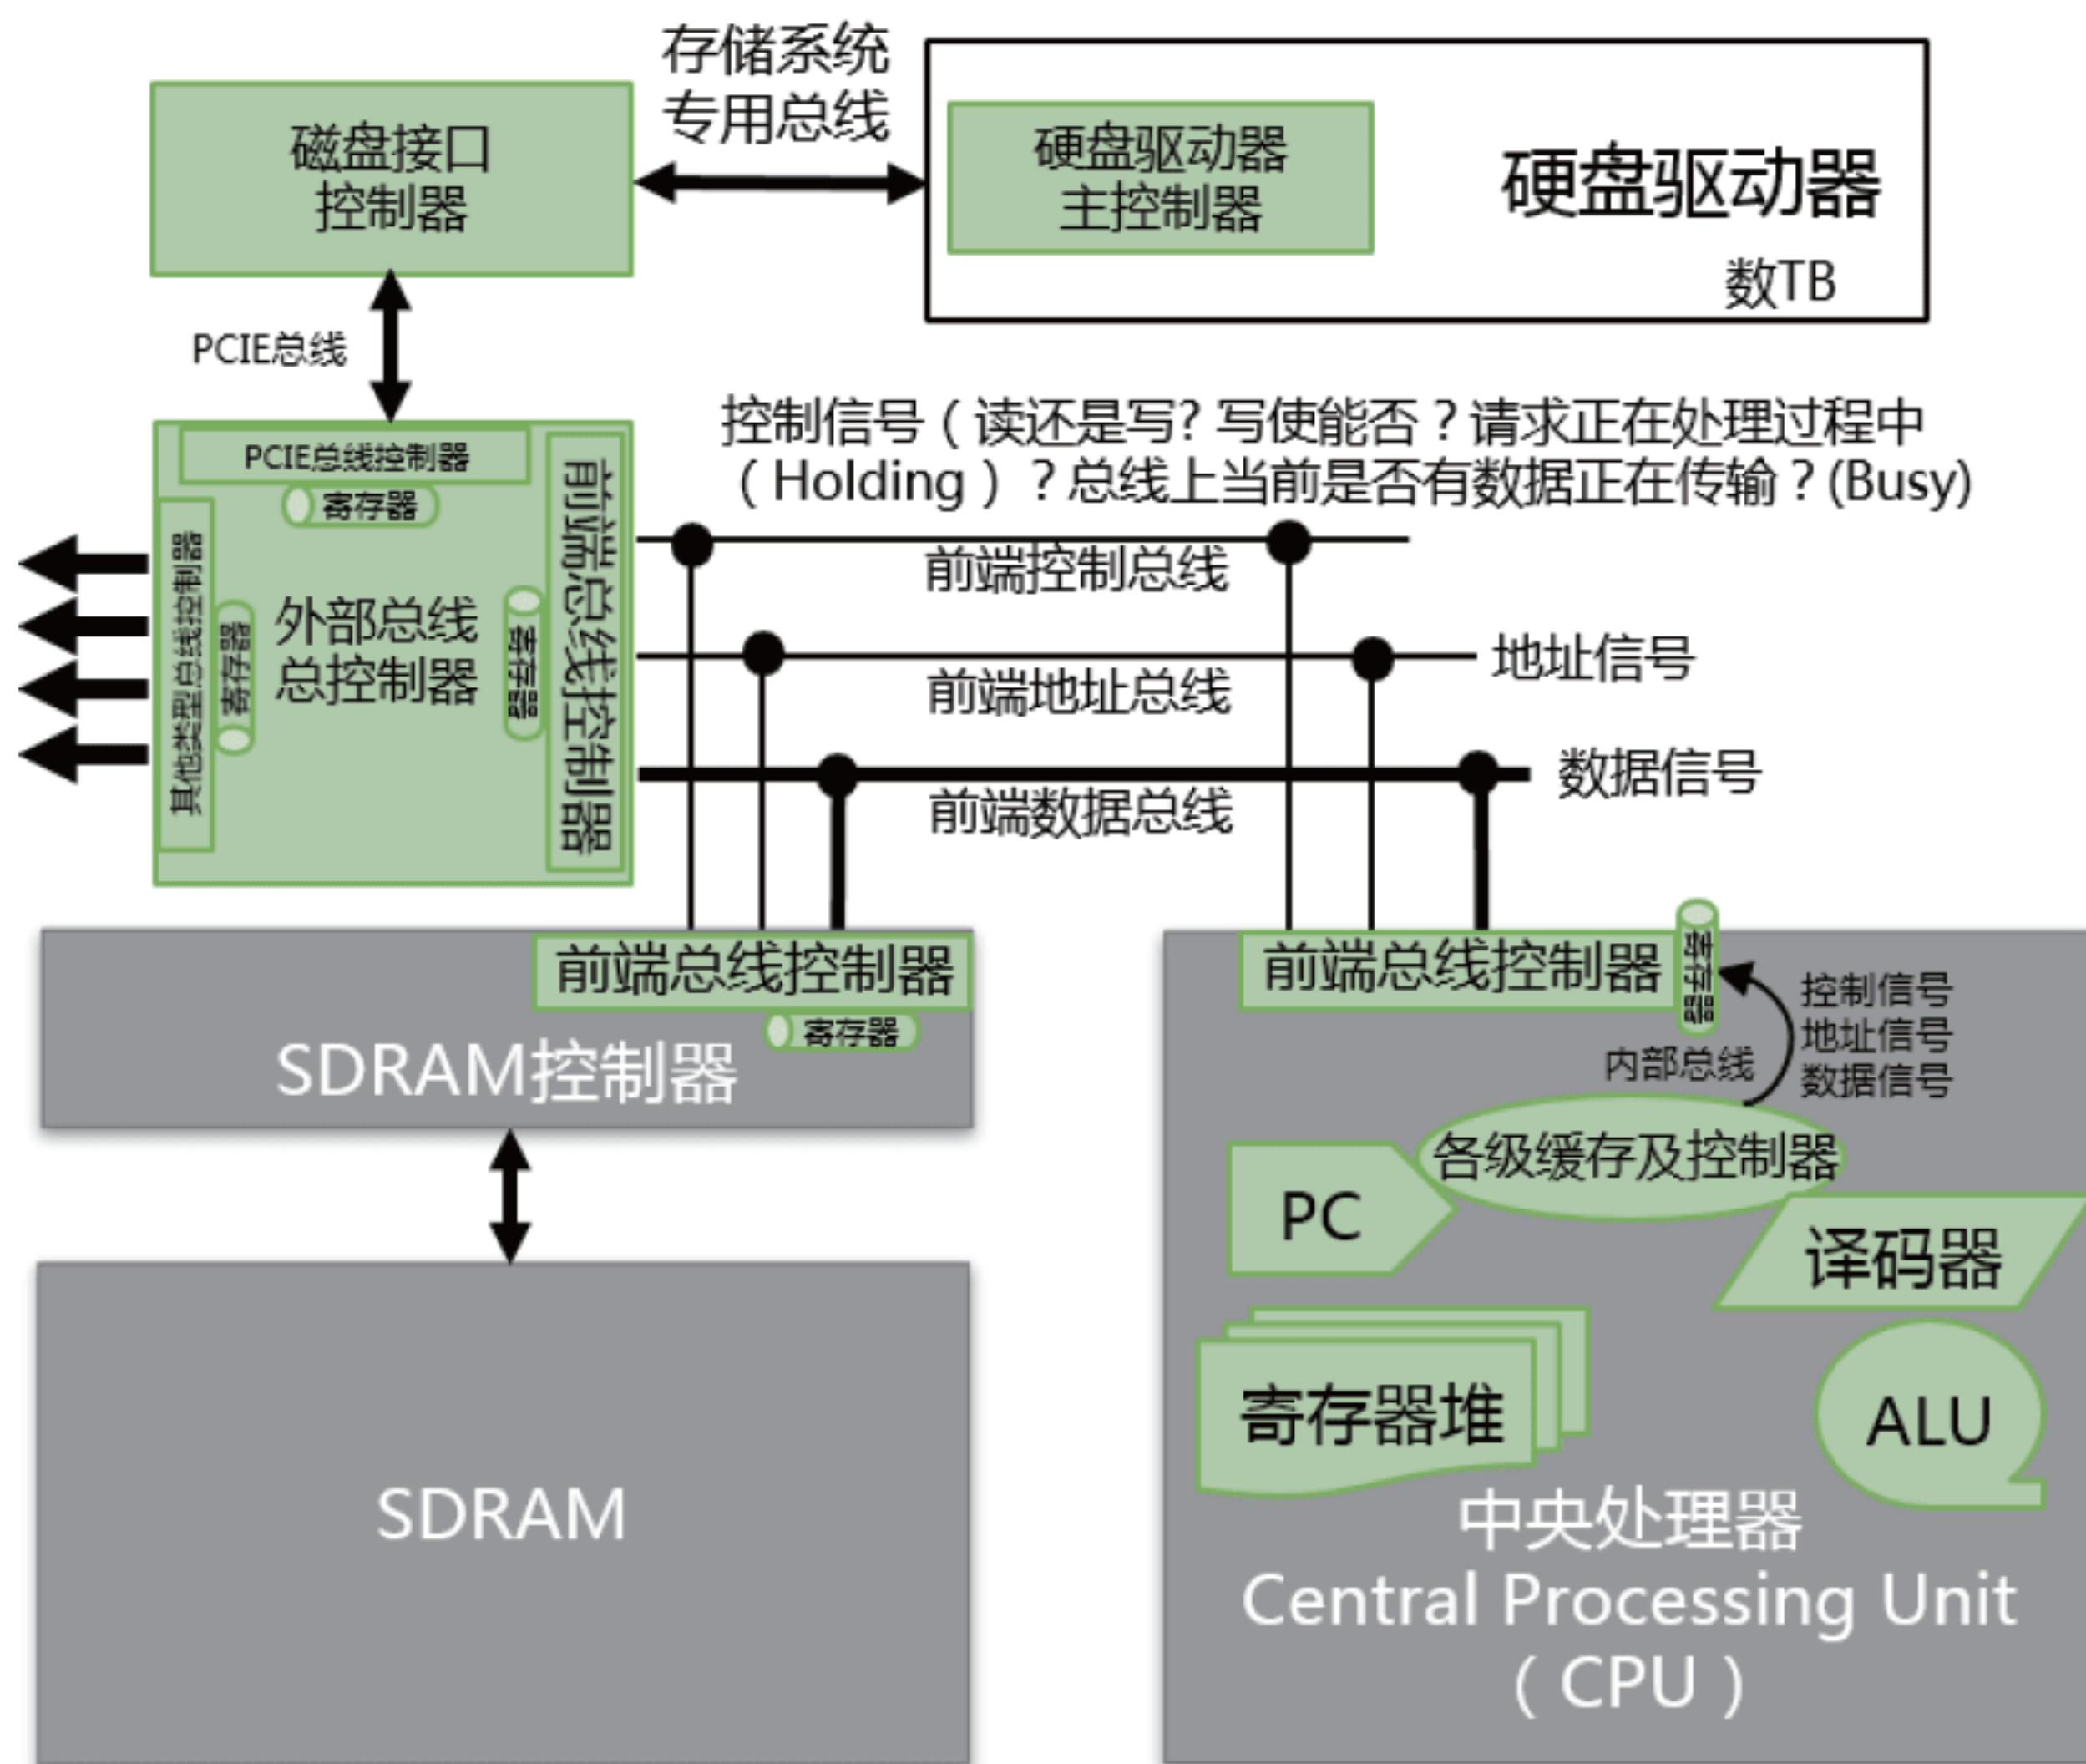 存储系统
专用总线
磁盘接口
控制器
硬盘驱动器
主控制器
硬盘驱动器
数TB
PCIE总线
控制信号（读还是写？写使能否？请求正在处理过程中
（Holding）？总线上当前是否有数据正在传输？(Busy)
PCIE总线控制器
寄存器
其他类型总线控制器
寄存器
外部总线
总控制器
寄存器
前端总线控制器
前端控制总线
前端地址总线
地址信号
前端数据总线
数据信号
前端总线控制器
寄存器
SDRAM控制器
SDRAM
前端总线控制器
寄存器
控制信号
地址信号
数据信号
内部总线
各级缓存及控制器
PC
译码器
寄存器堆
ALU
中央处理器
Central Processing Unit
（CPU）